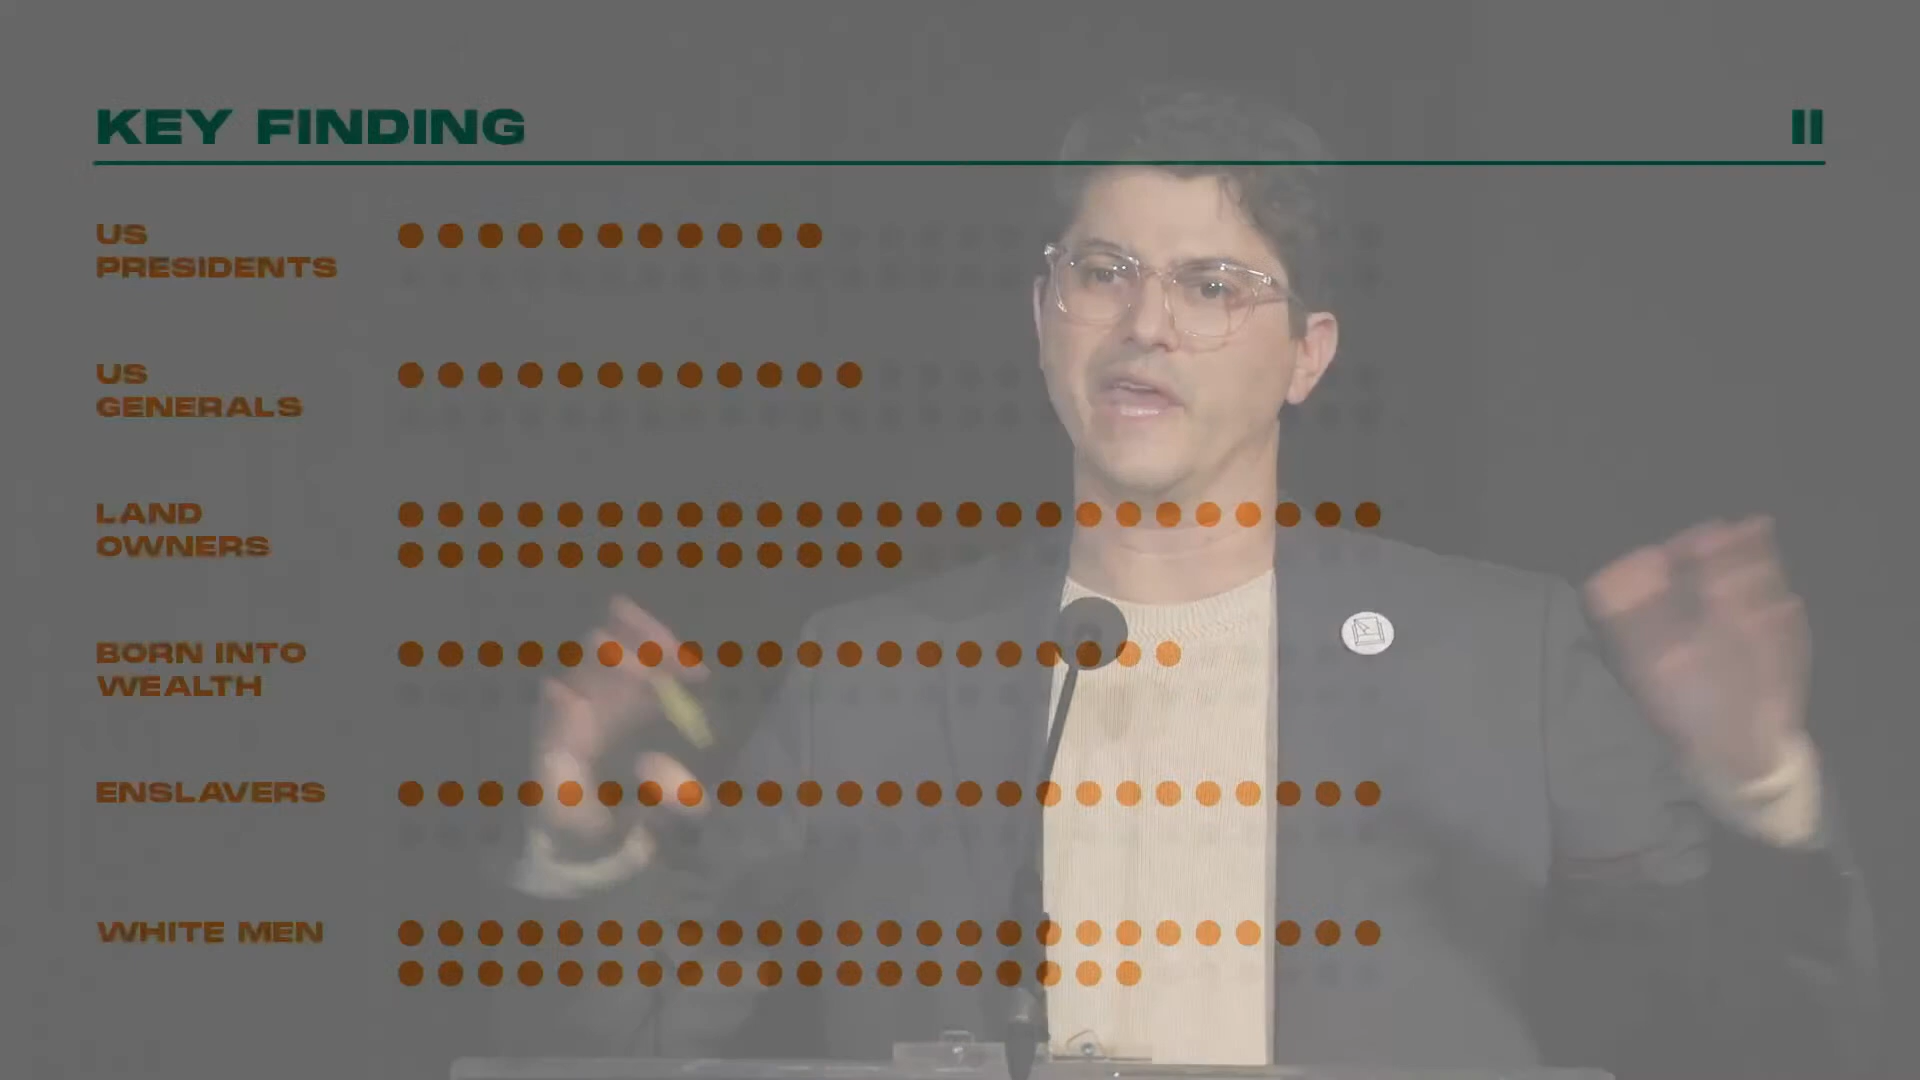 KEY FINDING
II
US
PRESIDENTS
US
GENERALS
LAND
OWNERS
BORN INTO
WEALTH
ENSLAVERS
WHITE MEN